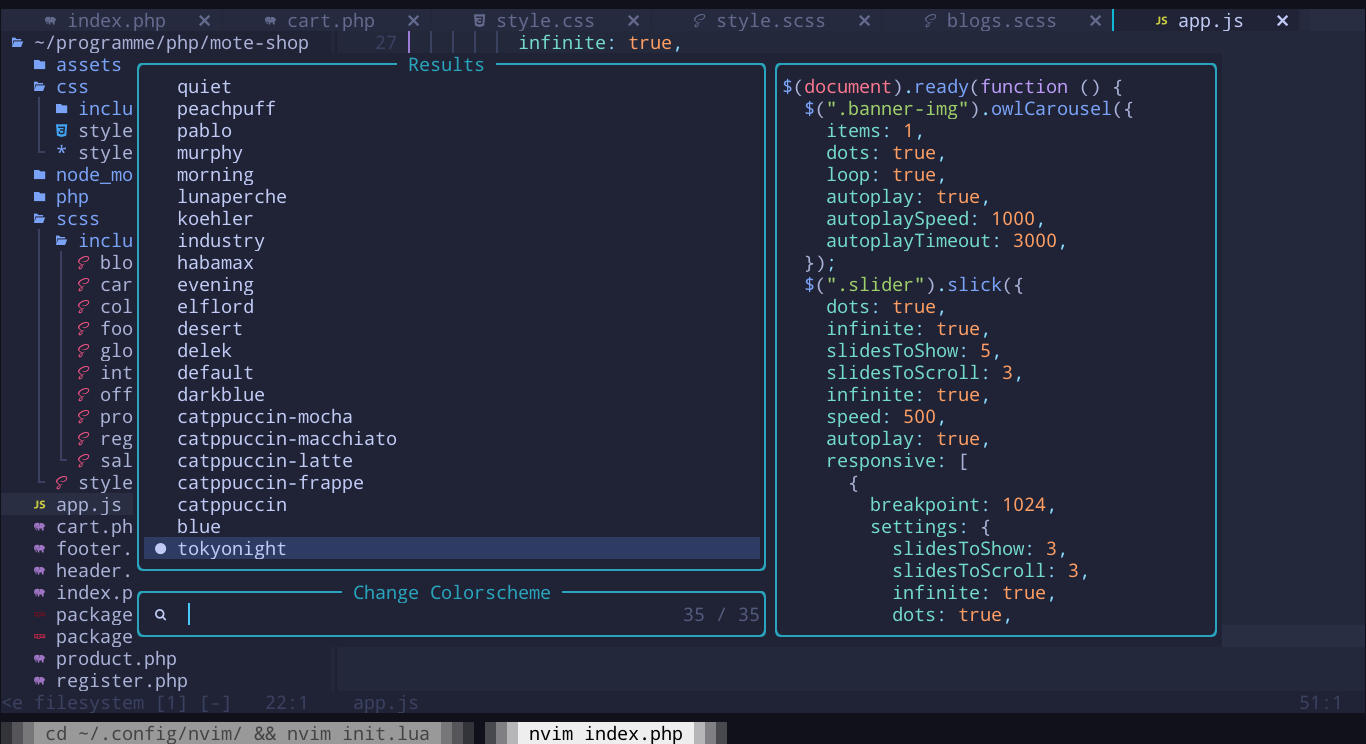 index.php ✕ cart.php ✕ style.css ✕ style.scss ✕ blogs.scss ✕ JS app.js ✕
~/programme/php/mote-shop
27 infinite: true,
assets
css
inclu
style
* style
node_mo
php
scss
inclu
blo
car
col
foo
glo
int
off
pro
reg
sal
style
JS app.js
cart.ph
footer.
header.
index.p
package
package
product.php
register.php
Results
quiet
peachpuff
pablo
murphy
morning
lunaperche
koehler
industry
habamax
evening
elflord
desert
delek
default
darkblue
catppuccin-mocha
catppuccin-macchiato
catppuccin-latte
catppuccin-frappe
catppuccin
blue
tokyonight
Change Colorscheme
35 / 35
$(document).ready(function () {
$(".banner-img").owlCarousel({
items: 1,
dots: true,
loop: true,
autoplay: true,
autoplaySpeed: 1000,
autoplayTimeout: 3000,
});
$(".slider").slick({
dots: true,
infinite: true,
slidesToShow: 5,
slidesToScroll: 3,
infinite: true,
speed: 500,
autoplay: true,
responsive: [
{
breakpoint: 1024,
settings: {
slidesToShow: 3,
slidesToScroll: 3,
infinite: true,
dots: true,
<e filesystem [1] [-] 22:1 app.js 51:1
cd ~/.config/nvim/ && nvim init.lua nvim index.php